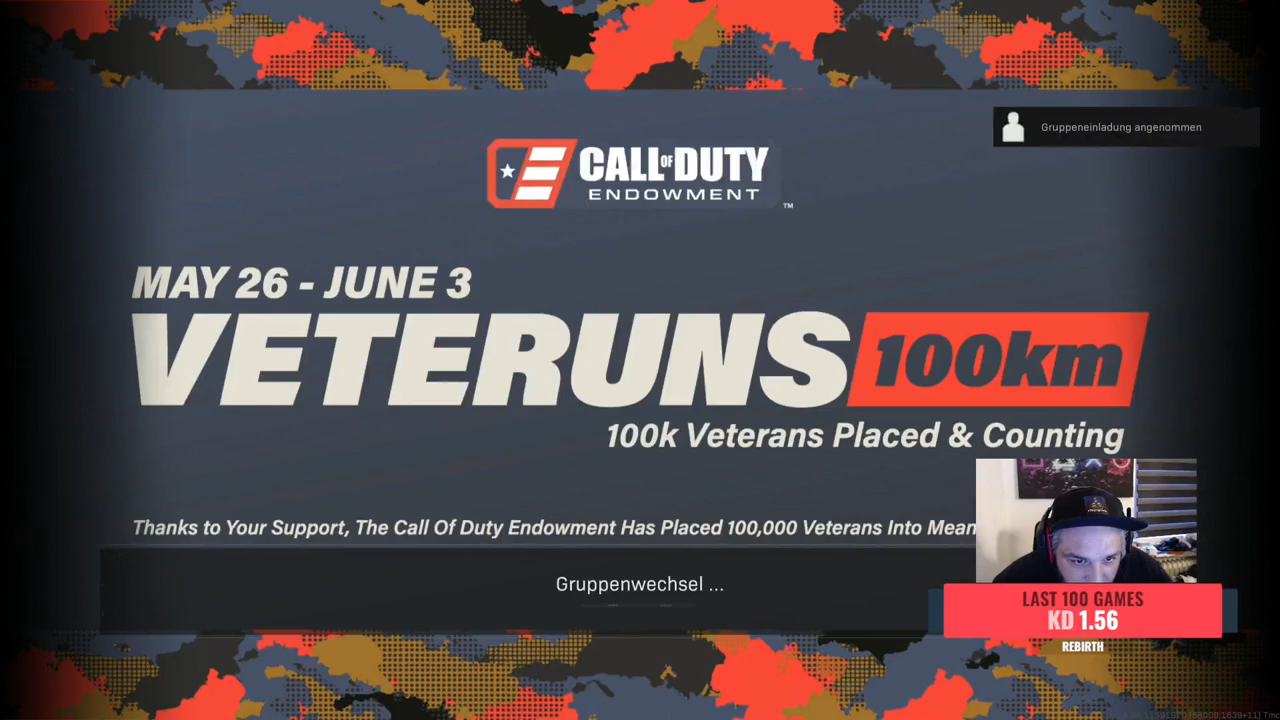 Gruppeneinladung angenommen
CALL OF DUTY
ENDOWMENT ™
MAY 26 - JUNE 3
VETERUNS 100km
100k Veterans Placed & Counting
Thanks to Your Support, The Call Of Duty Endowment Has Placed 100,000 Veterans Into
Gruppenwechsel ...
LAST 100 GAMES
KD 1.56
REBIRTH